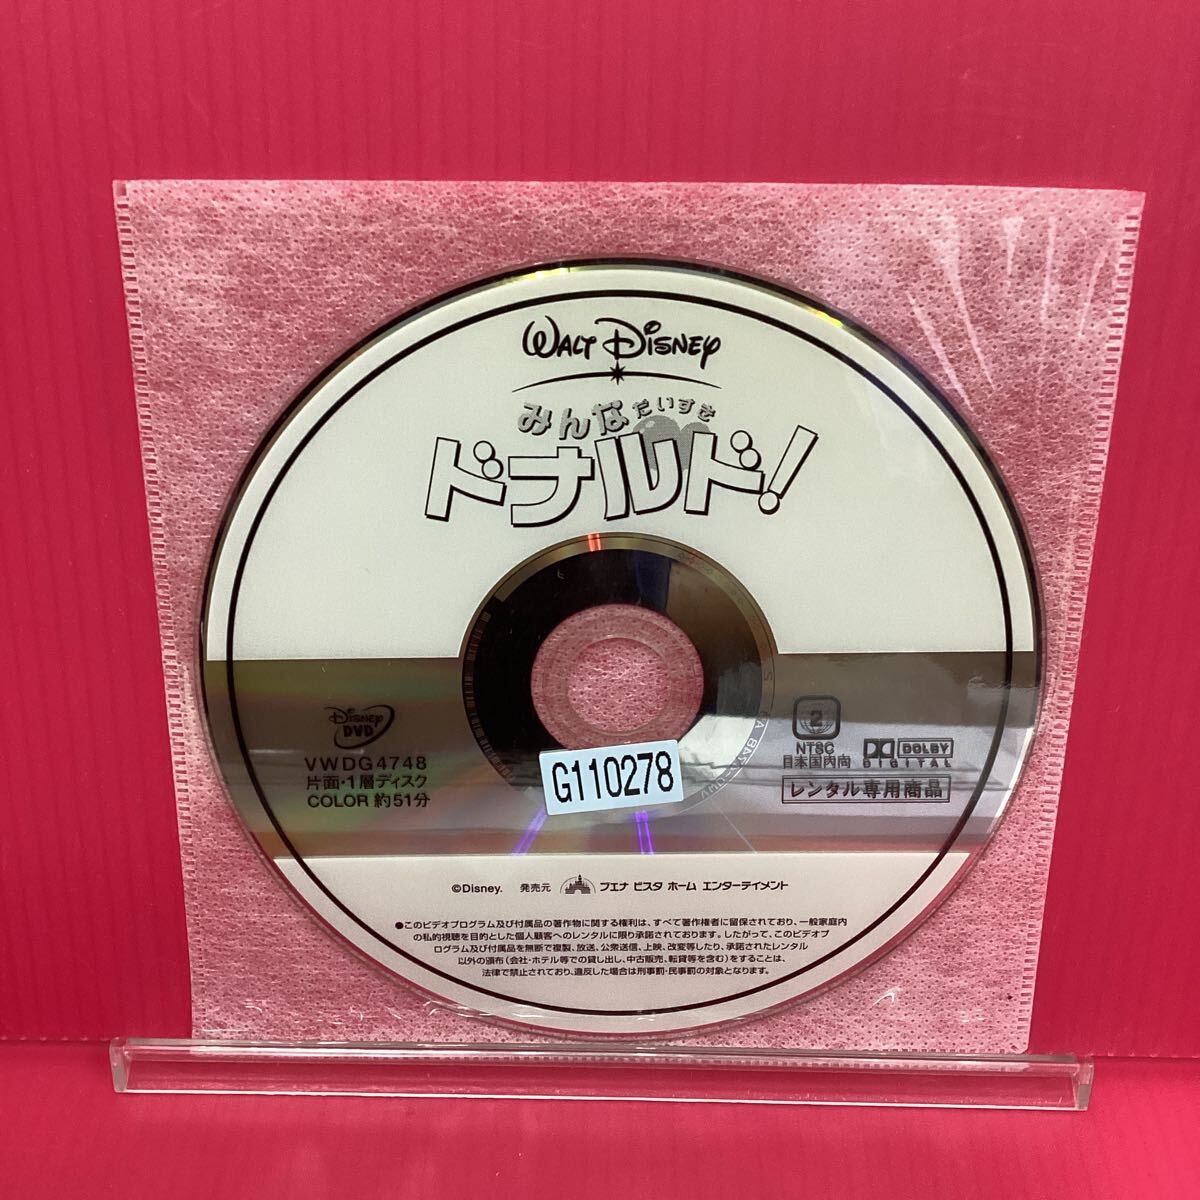 WALT DISNEY
みんなだいすき
ドナルド!
DISNEY
DVD
VWDG4748
片面・1層ディスク
COLOR 約51分
G110278
2
NTSC
日本国内向
DOLBY
DIGITAL
レンタル専用商品
©Disney. 発売元 ブエナ ビスタ ホーム エンターテイメント
●このビデオプログラム及び付属品の著作物に関する権利は、すべて著作権者に留保されており、一般家庭内
の私的視聴を目的とした個人顧客へのレンタルに限り承諾されております。したがって、このビデオプ
ログラム及び付属品を無断で複製、放送、公衆送信、上映、改変等したり、承諾されたレンタル
以外の頒布(会社・ホテル等での貸し出し、中古販売、転貸等を含む)をすることは、
法律で禁止されており、違反した場合は刑事罰・民事罰の対象となります。